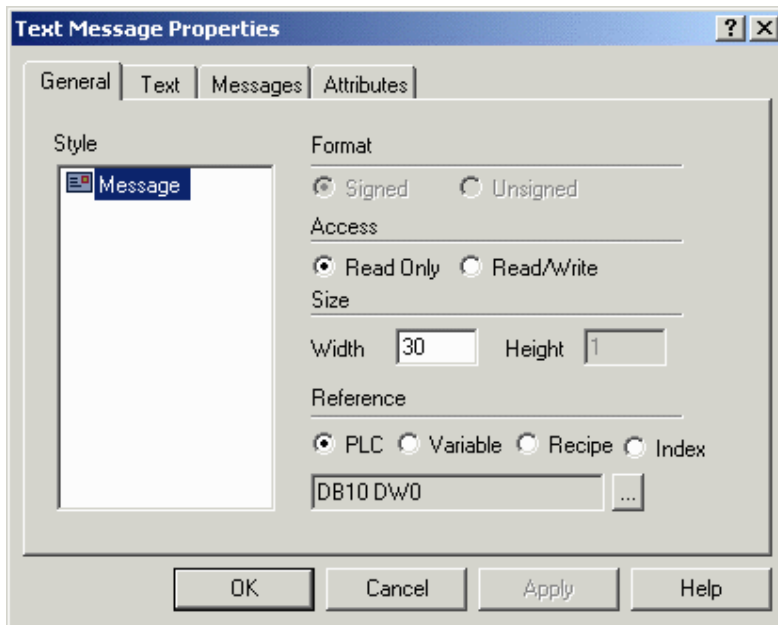 Text Message Properties
General Text Messages Attributes
Style
Message
Format
Signed Unsigned
Access
Read Only Read/Write
Size
Width 30 Height 1
Reference
PLC Variable Recipe Index
DB10 DW0 ...
OK Cancel Apply Help